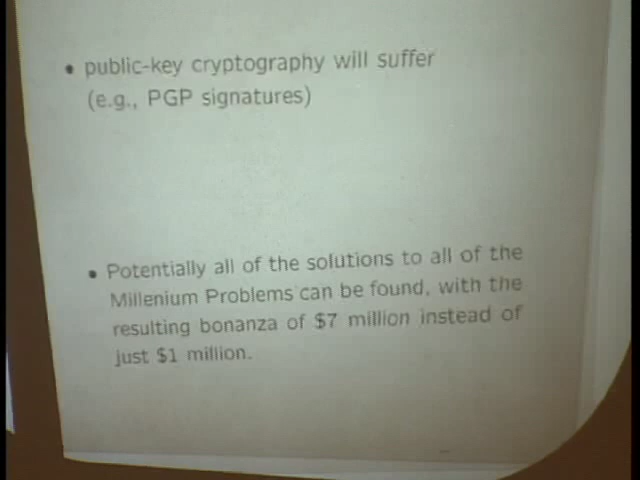 • public-key cryptography will suffer
(e.g., PGP signatures)
• Potentially all of the solutions to all of the
Millenium Problems can be found, with the
resulting bonanza of $7 million instead of
just $1 million.